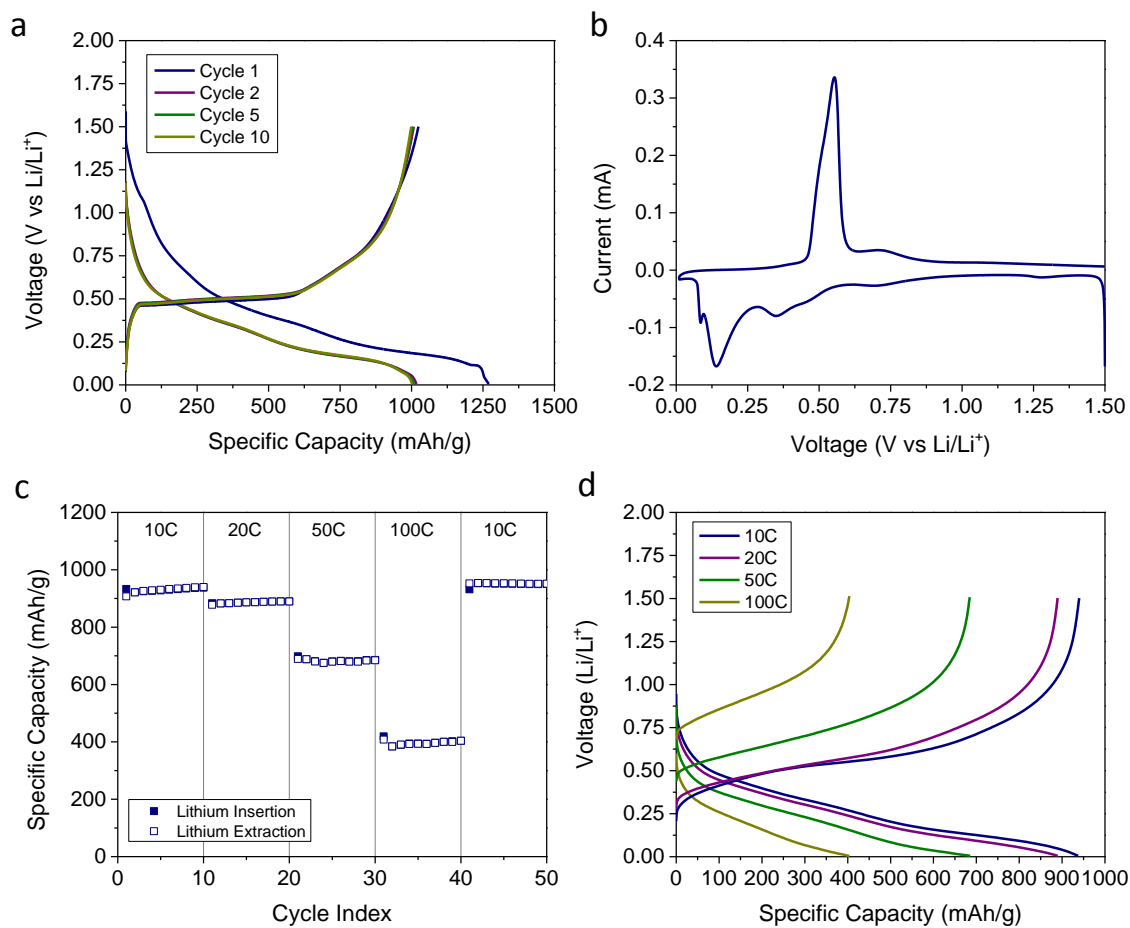 a
2.00
1.75
1.50
1.25
1.00
0.75
0.50
0.25
0.00
Voltage (V vs Li/Li⁺)
Cycle 1
Cycle 2
Cycle 5
Cycle 10
0 250 500 750 1000 1250 1500
Specific Capacity (mAh/g)
b
0.4
0.3
0.2
0.1
0.0
-0.1
-0.2
Current (mA)
0.00 0.25 0.50 0.75 1.00 1.25 1.50
Voltage (V vs Li/Li⁺)
c
1200
1000
800
600
400
200
0
Specific Capacity (mAh/g)
10C 20C 50C 100C 10C
Lithium Insertion
Lithium Extraction
0 10 20 30 40 50
Cycle Index
d
2.00
1.75
1.50
1.25
1.00
0.75
0.50
0.25
0.00
Voltage (Li/Li⁺)
10C
20C
50C
100C
0 100 200 300 400 500 600 700 800 900 1000
Specific Capacity (mAh/g)